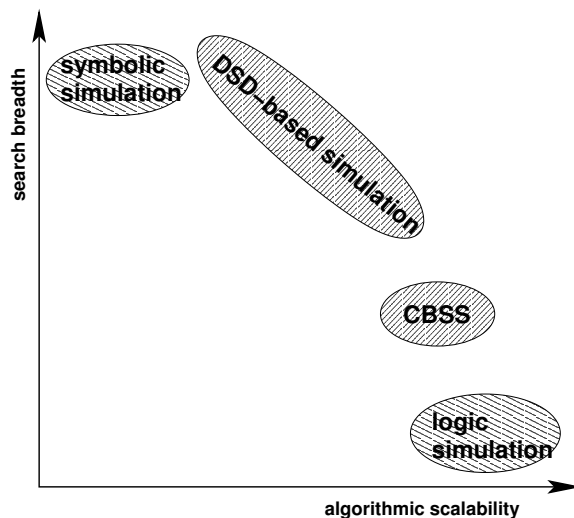 symbolic
simulation
DSD-based simulation
search breadth
CBSS
logic
simulation
algorithmic scalability